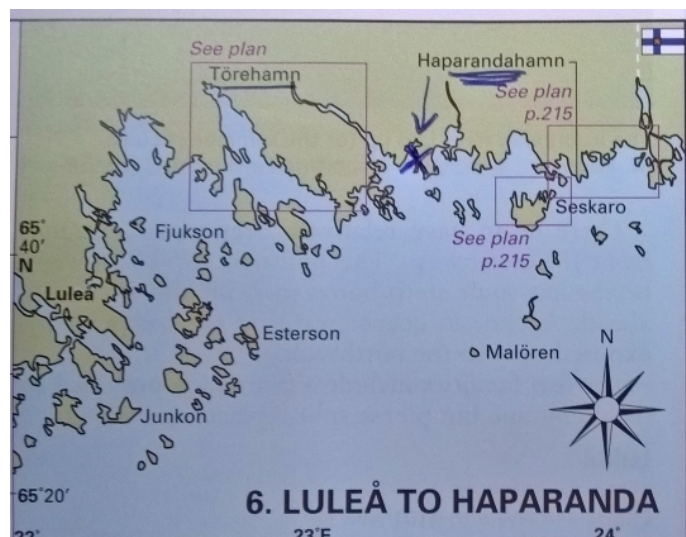 See plan
Törehamn
Haparandahamn
See plan
p.215
Fjukson
Seskaro
65°
40'
N
See plan
p.215
Luleå
Esterson
N
Malören
Junkon
65°20'
6. LULEÅ TO HAPARANDA
22°
23°E
24°